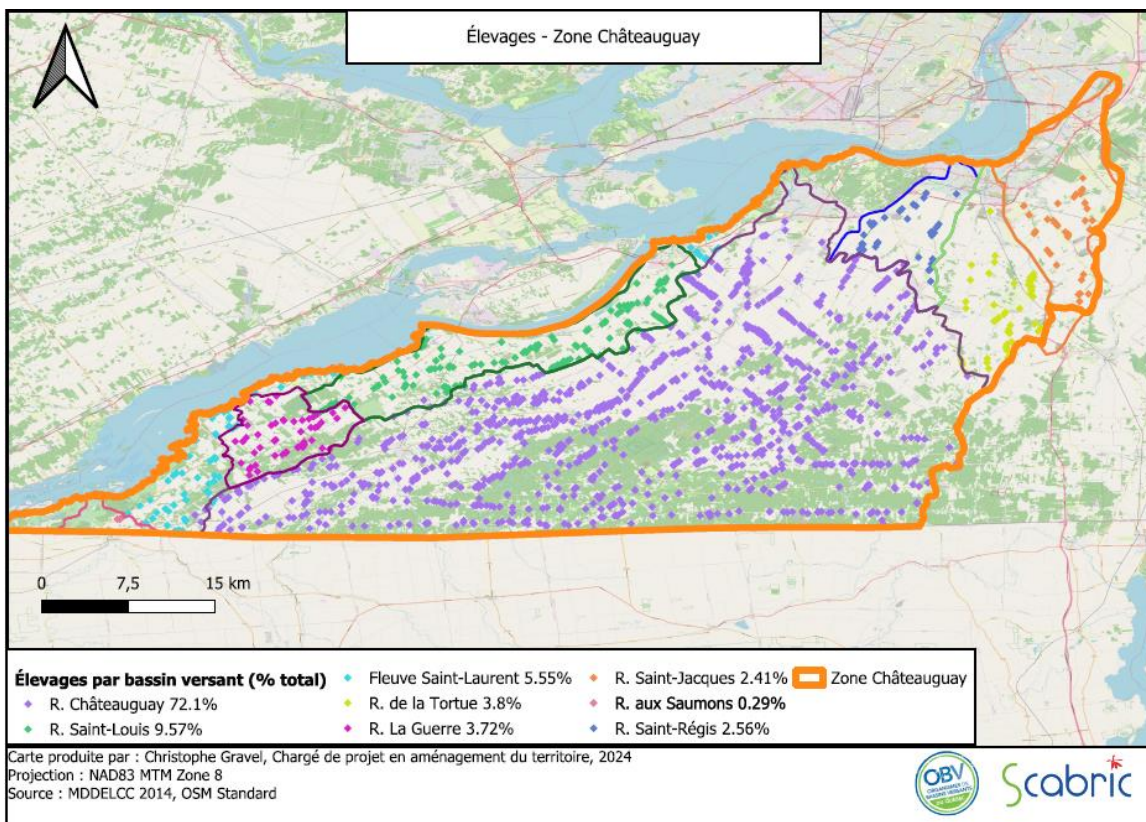 Élevages - Zone Châteauguay
0 7,5 15 km
Élevages par bassin versant (% total)
R. Châteauguay 72.1%
R. Saint-Louis 9.57%
Fleuve Saint-Laurent 5.55%
R. de la Tortue 3.8%
R. La Guerre 3.72%
R. Saint-Jacques 2.41%
R. aux Saumons 0.29%
R. Saint-Régis 2.56%
Zone Châteauguay
Carte produite par : Christophe Gravel, Chargé de projet en aménagement du territoire, 2024
Projection : NAD83 MTM Zone 8
Source : MDDELCC 2014, OSM Standard
OBV
Scabric